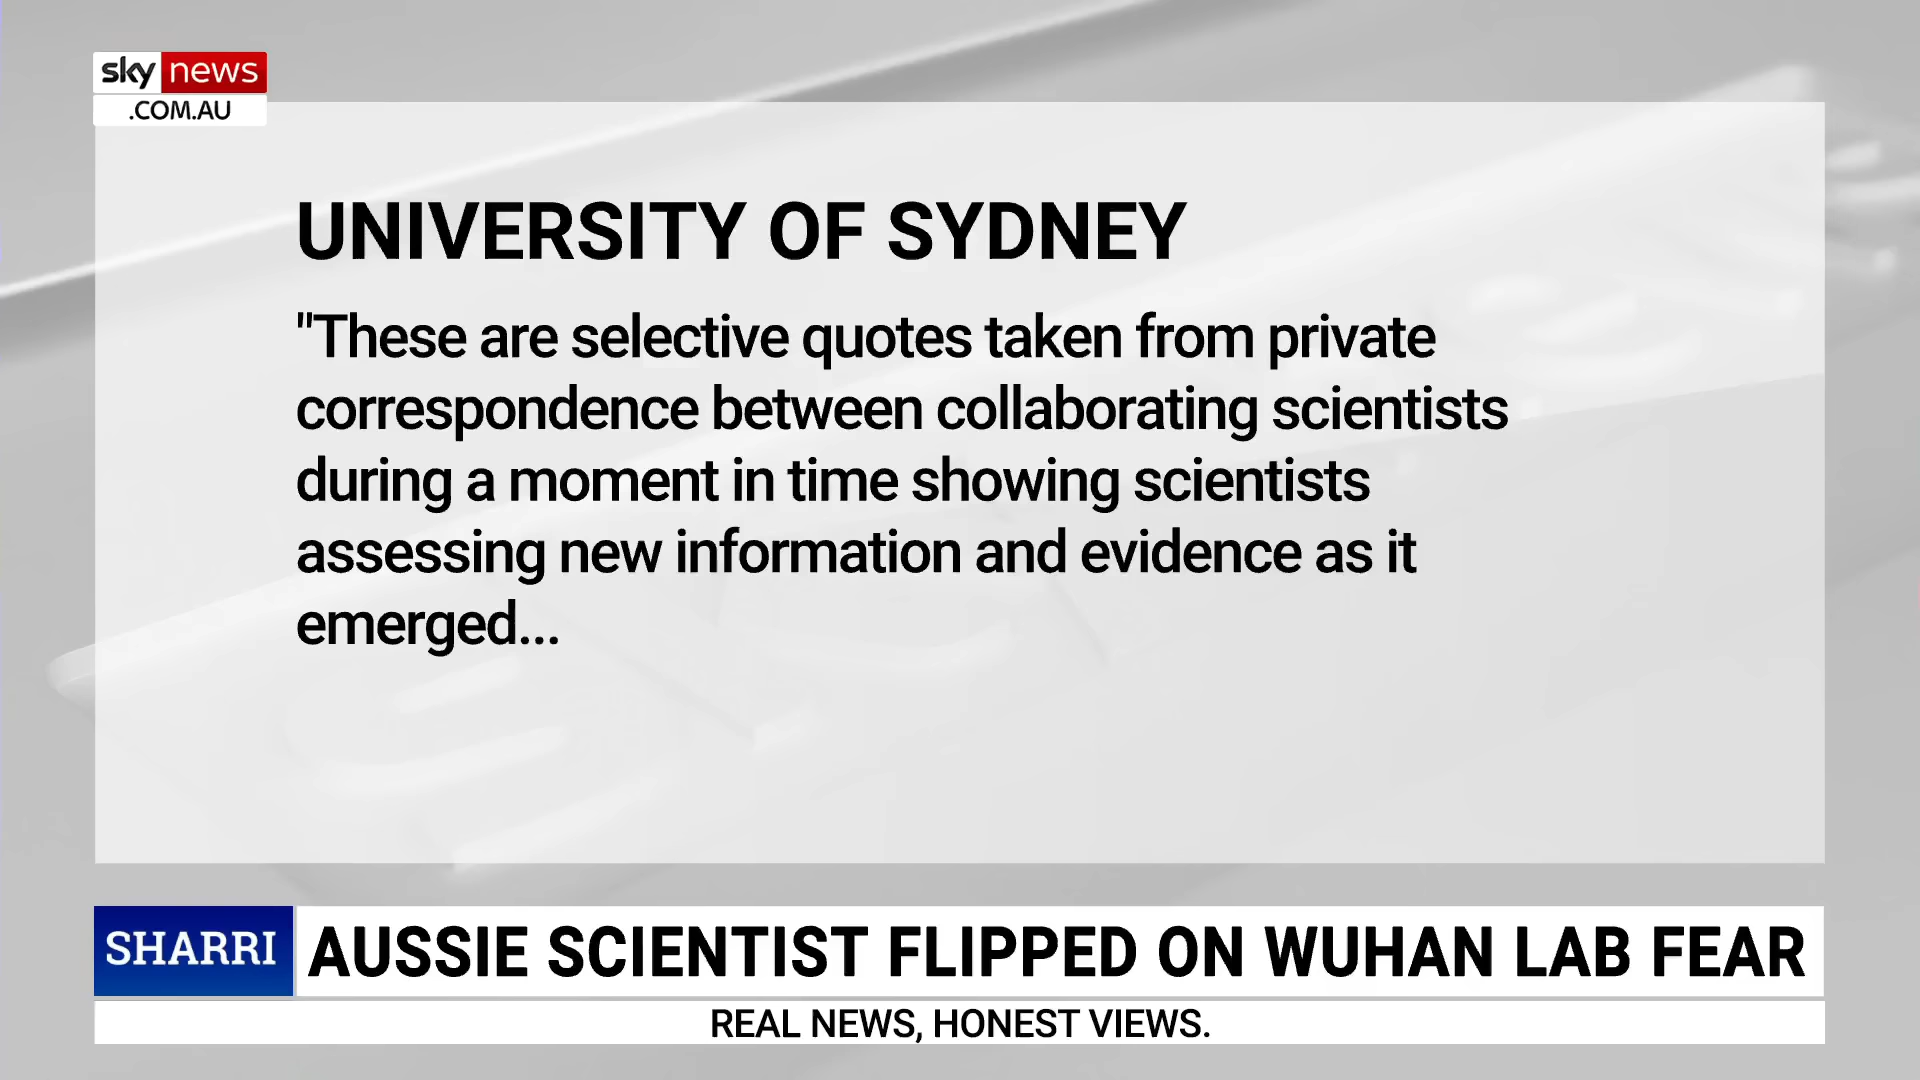 sky news
.COM.AU
UNIVERSITY OF SYDNEY
"These are selective quotes taken from private
correspondence between collaborating scientists
during a moment in time showing scientists
assessing new information and evidence as it
emerged...
SHARRI
AUSSIE SCIENTIST FLIPPED ON WUHAN LAB FEAR
REAL NEWS, HONEST VIEWS.